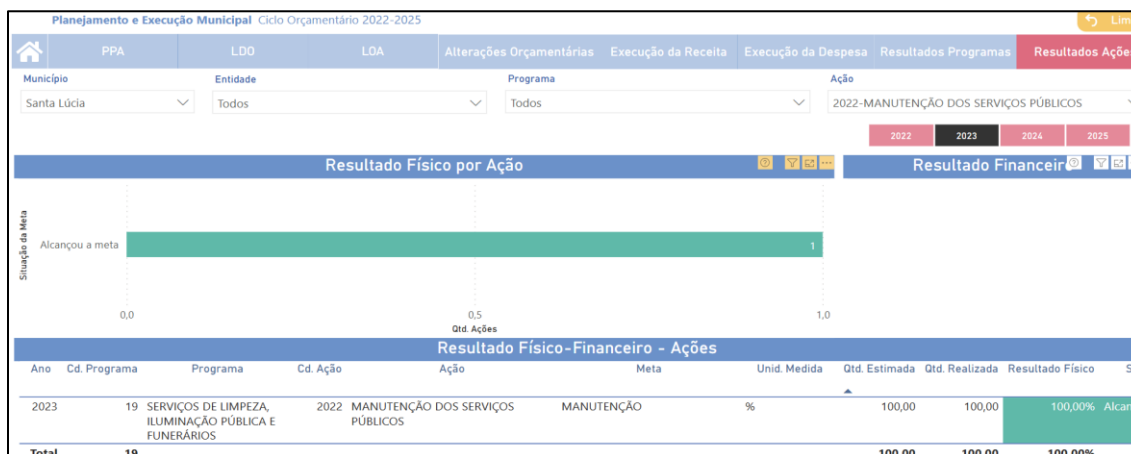 Planejamento e Execução Municipal Ciclo Orçamentário 2022-2025
PPA LDO LOA Alterações Orçamentárias Execução da Receita Execução da Despesa Resultados Programas Resultados
Município Entidade Programa Ação
Santa Lúcia Todos Todos 2022-MANUTENÇÃO DOS SERVIÇOS PÚBLICOS
2022 2023 2024 2025
Resultado Físico por Ação Resultado
Situação da Meta
Alcançou a meta 1
0,0 0,5 1,0
Qtd. Ações
Resultado Físico-Financeiro - Ações
Ano Cd. Programa Programa Cd. Ação Ação Meta Unid. Medida Qtd. Estimada Qtd. Realizada Resultado Físico
2023 19 SERVIÇOS DE LIMPEZA, 2022 MANUTENÇÃO DOS SERVIÇOS MANUTENÇÃO % 100,00 100,00 100,00%
ILUMINAÇÃO PÚBLICA E PÚBLICOS
FUNERÁRIOS
Total 19 100,00 100,00 100,00%